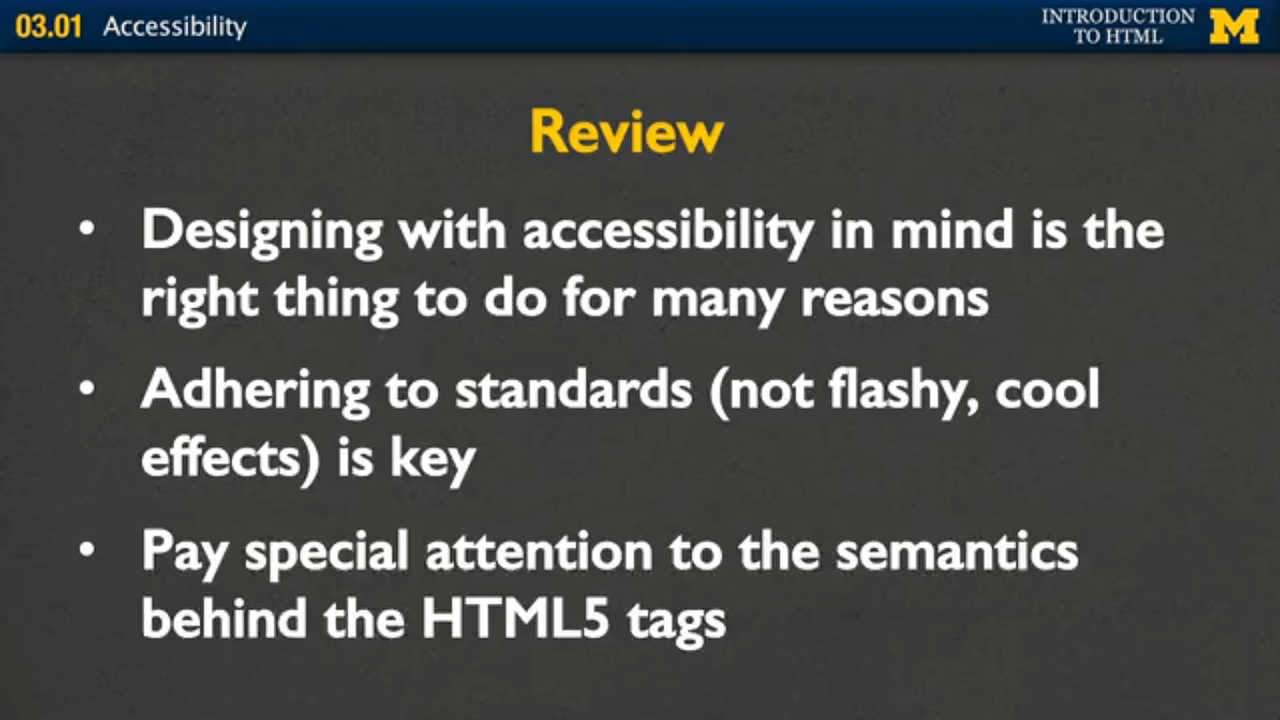 03.01 Accessibility
INTRODUCTION
TO HTML
M
Review
• Designing with accessibility in mind is the
right thing to do for many reasons
• Adhering to standards (not flashy, cool
effects) is key
• Pay special attention to the semantics
behind the HTML5 tags